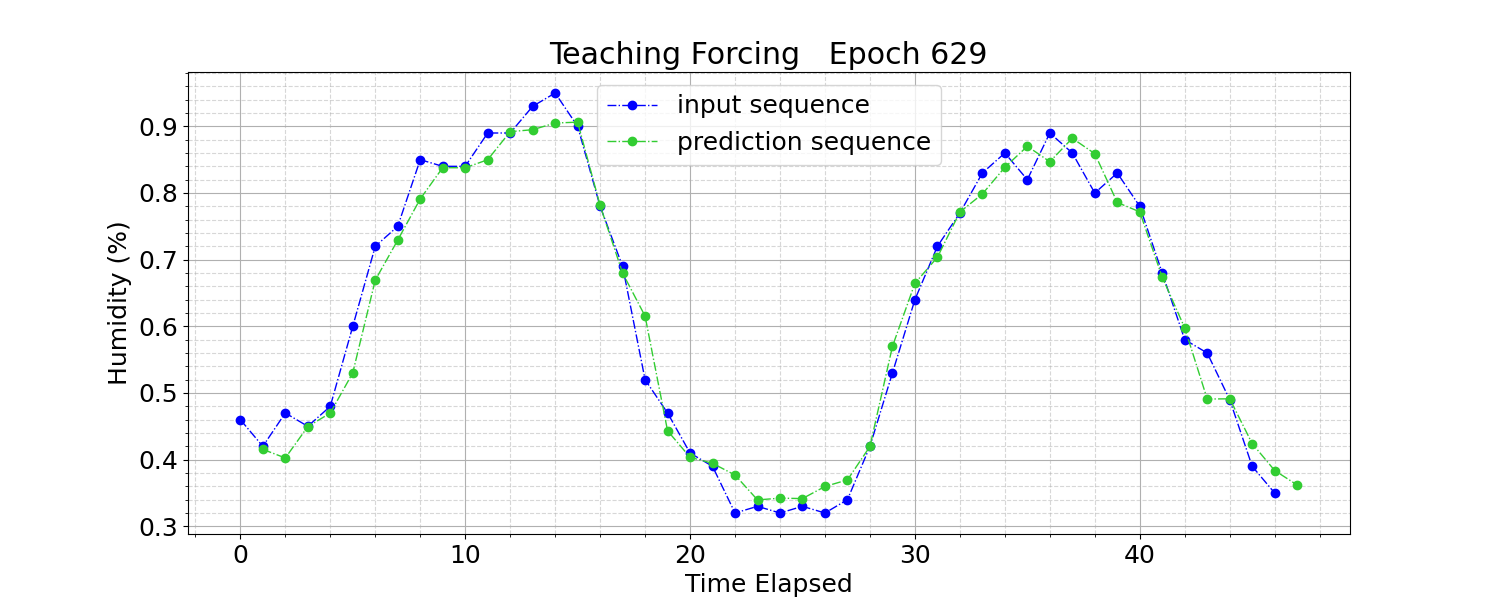 Teaching Forcing   Epoch 629
input sequence
prediction sequence
Humidity (%)
0.9
0.8
0.7
0.6
0.5
0.4
0.3
0 10 20 30 40
Time Elapsed